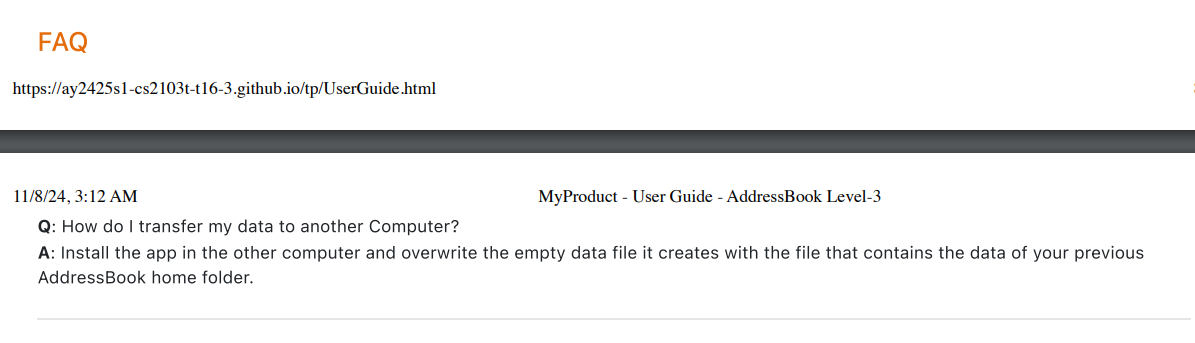 FAQ
https://ay2425s1-cs2103t-t16-3.github.io/tp/UserGuide.html
11/8/24, 3:12 AM MyProduct - User Guide - AddressBook Level-3
Q: How do I transfer my data to another Computer?
A: Install the app in the other computer and overwrite the empty data file it creates with the file that contains the data of your previous
AddressBook home folder.